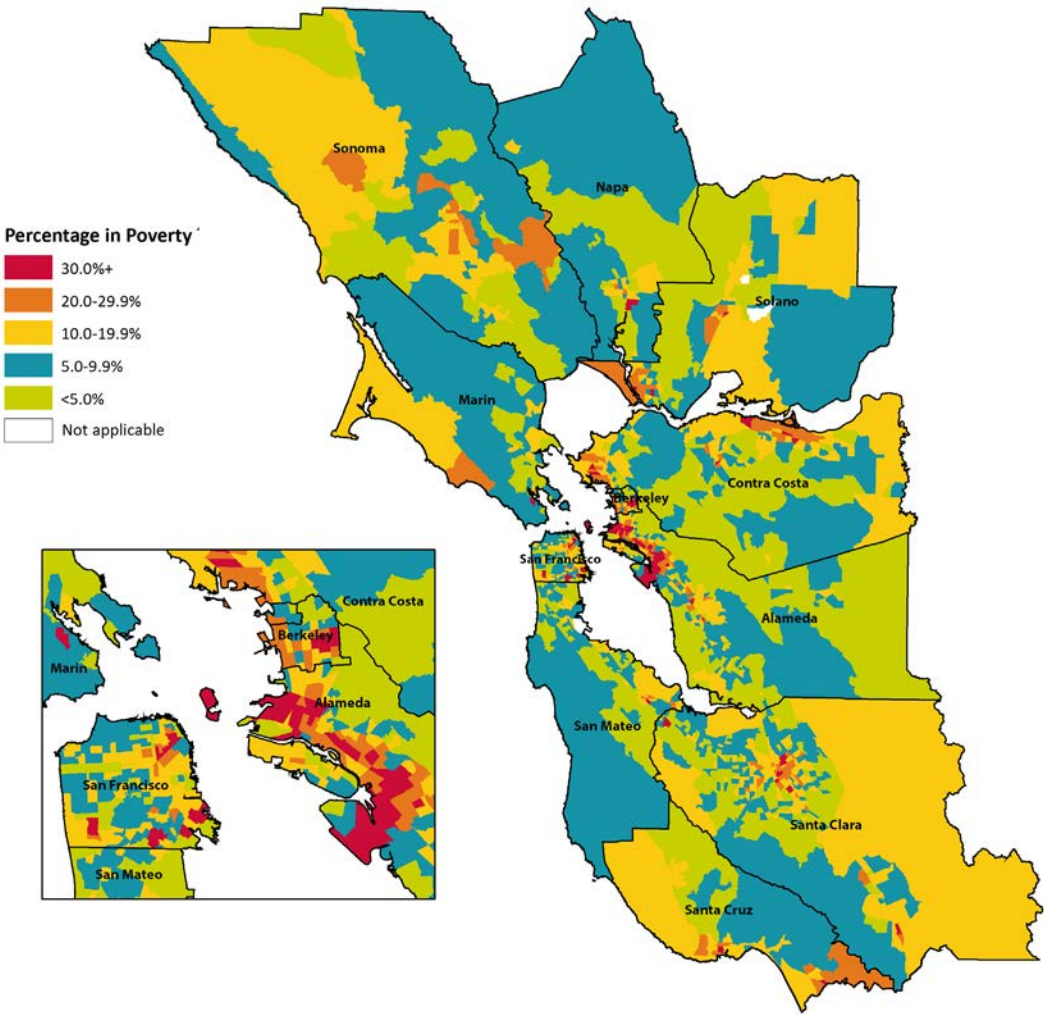 Sonoma
Napa
Percentage in Poverty
30.0%+
20.0-29.9%
10.0-19.9%
5.0-9.9%
<5.0%
Not applicable
Solano
Marin
Contra Costa
Berkeley
San Francisco
Alameda
San Mateo
Santa Clara
Santa Cruz
Contra Costa
Berkeley
Marin
Alameda
San Francisco
San Mateo